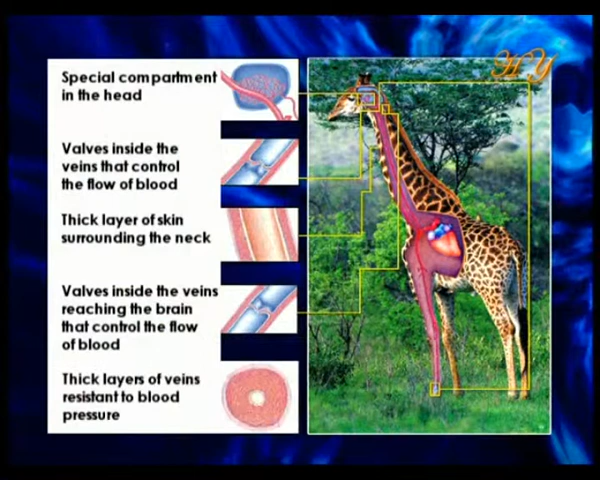 HY
Special compartment
in the head
Valves inside the
veins that control
the flow of blood
Thick layer of skin
surrounding the neck
Valves inside the veins
reaching the brain
that control the flow
of blood
Thick layers of veins
resistant to blood
pressure